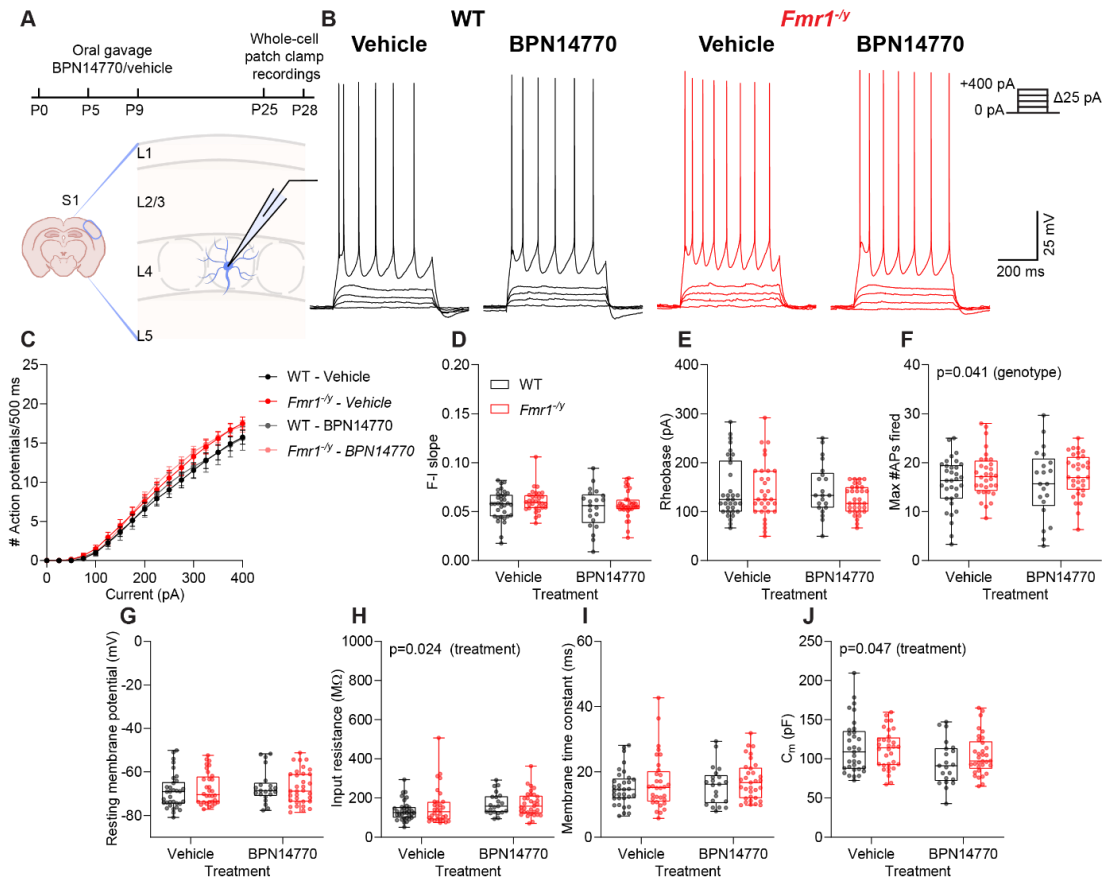 A
Oral gavage
BPN14770/vehicle
Whole-cell
patch clamp
recordings
P0
P5
P9
P25
P28
S1
L1
L2/3
L4
L5
B
WT
Fmr1-/y
Vehicle
BPN14770
Vehicle
BPN14770
+400 pA
0 pA
Δ25 pA
25 mV
200 ms
C
# Action potentials/500 ms
25
20
15
10
5
0
0
100
200
300
400
Current (pA)
WT - Vehicle
Fmr1-/y - Vehicle
WT - BPN14770
Fmr1-/y - BPN14770
D
F-I slope
0.20
0.15
0.10
0.05
0.00
WT
Fmr1-/y
Vehicle
BPN14770
Treatment
E
Rheobase (pA)
400
300
200
100
0
Vehicle
BPN14770
Treatment
F
p=0.041 (genotype)
Max #APs fired
40
30
20
10
0
Vehicle
BPN14770
Treatment
G
Resting membrane potential (mV)
0
-20
-40
-60
-80
Vehicle
BPN14770
Treatment
H
p=0.024 (treatment)
Input resistance (MΩ)
1000
800
600
400
200
0
Vehicle
BPN14770
Treatment
I
Membrane time constant (ms)
60
40
20
0
Vehicle
BPN14770
Treatment
J
p=0.047 (treatment)
Cm (pF)
250
200
150
100
50
0
Vehicle
BPN14770
Treatment